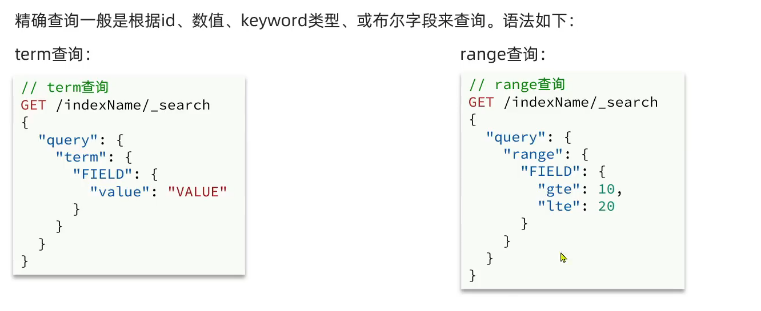 精确查询一般是根据id、数值、keyword类型、或布尔字段来查询。语法如下：
term查询：
// term查询
GET /indexName/_search
{
  "query": {
    "term": {
      "FIELD": {
        "value": "VALUE"
      }
    }
  }
}
range查询：
// range查询
GET /indexName/_search
{
  "query": {
    "range": {
      "FIELD": {
        "gte": 10,
        "lte": 20
      }
    }
  }
}